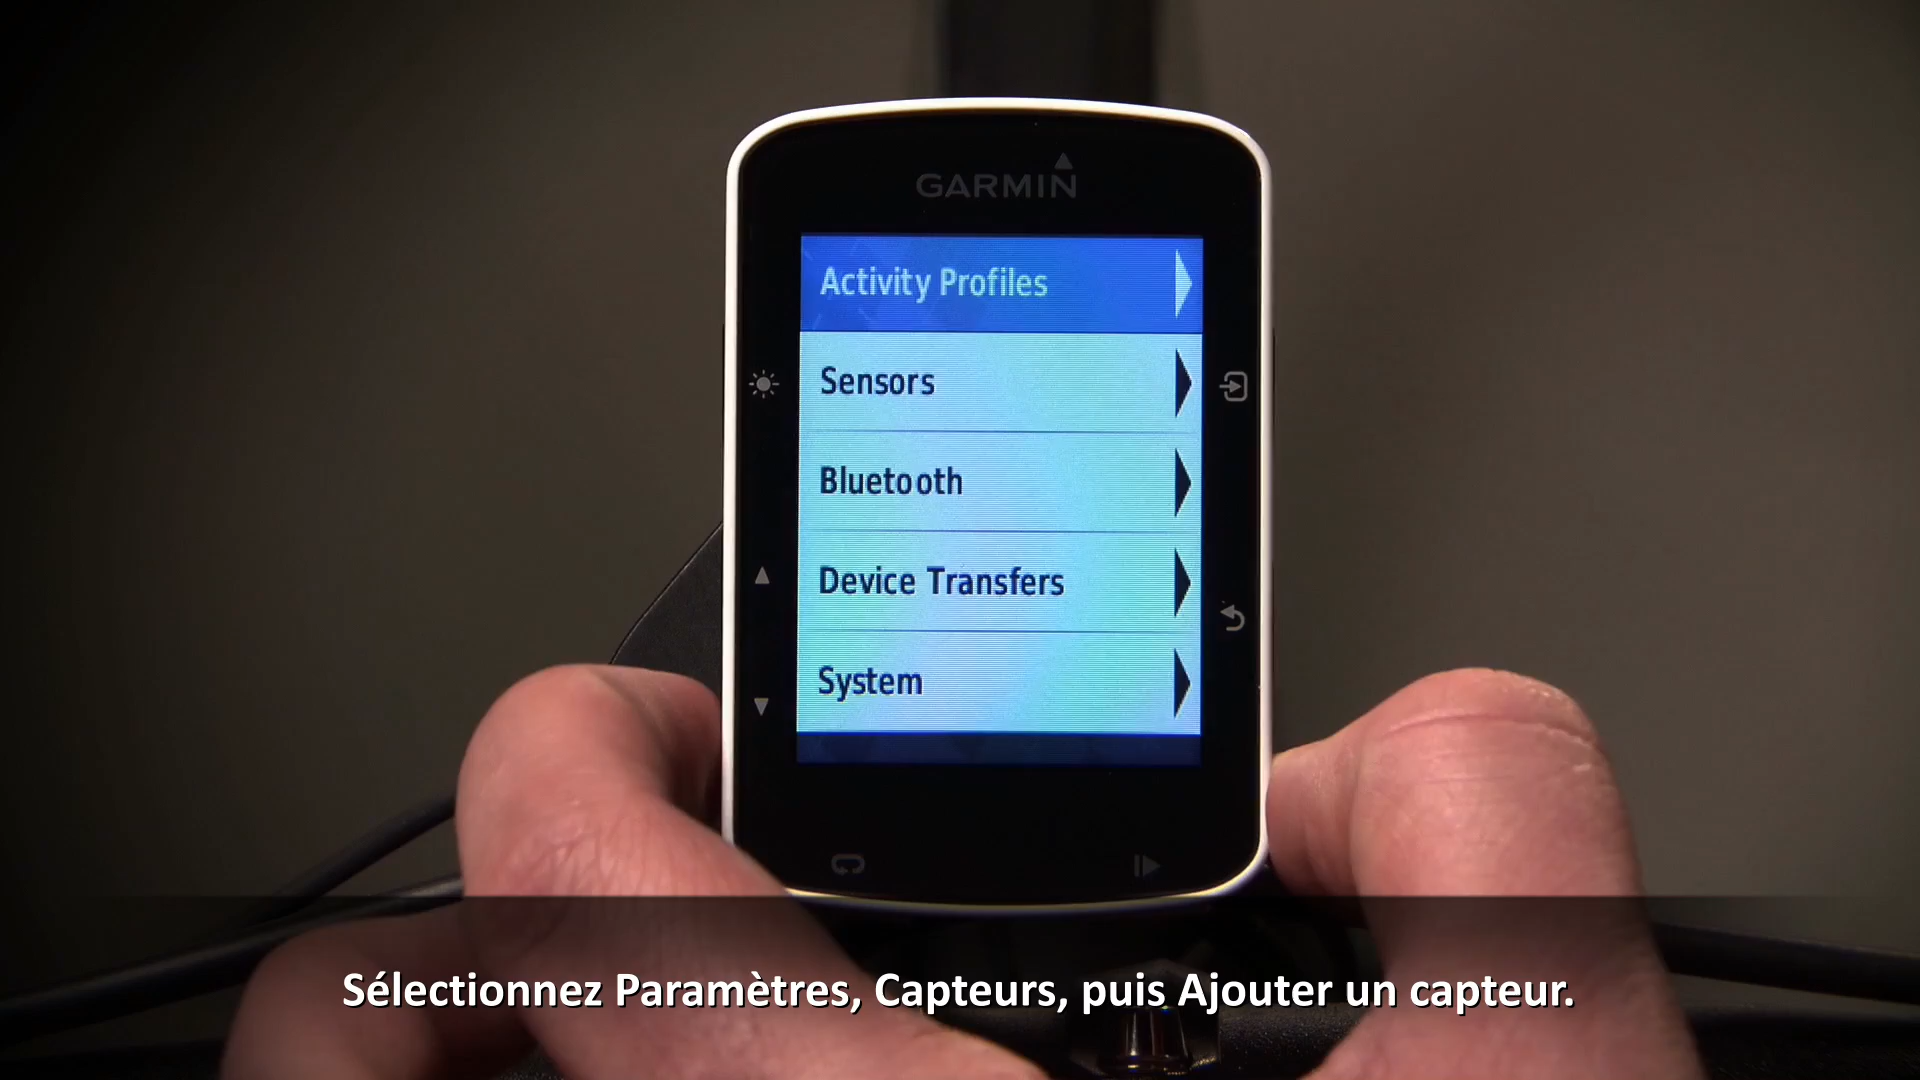 GARMIN
Activity Profiles
Sensors
Bluetooth
Device Transfers
System
Sélectionnez Paramètres, Capteurs, puis Ajouter un capteur.